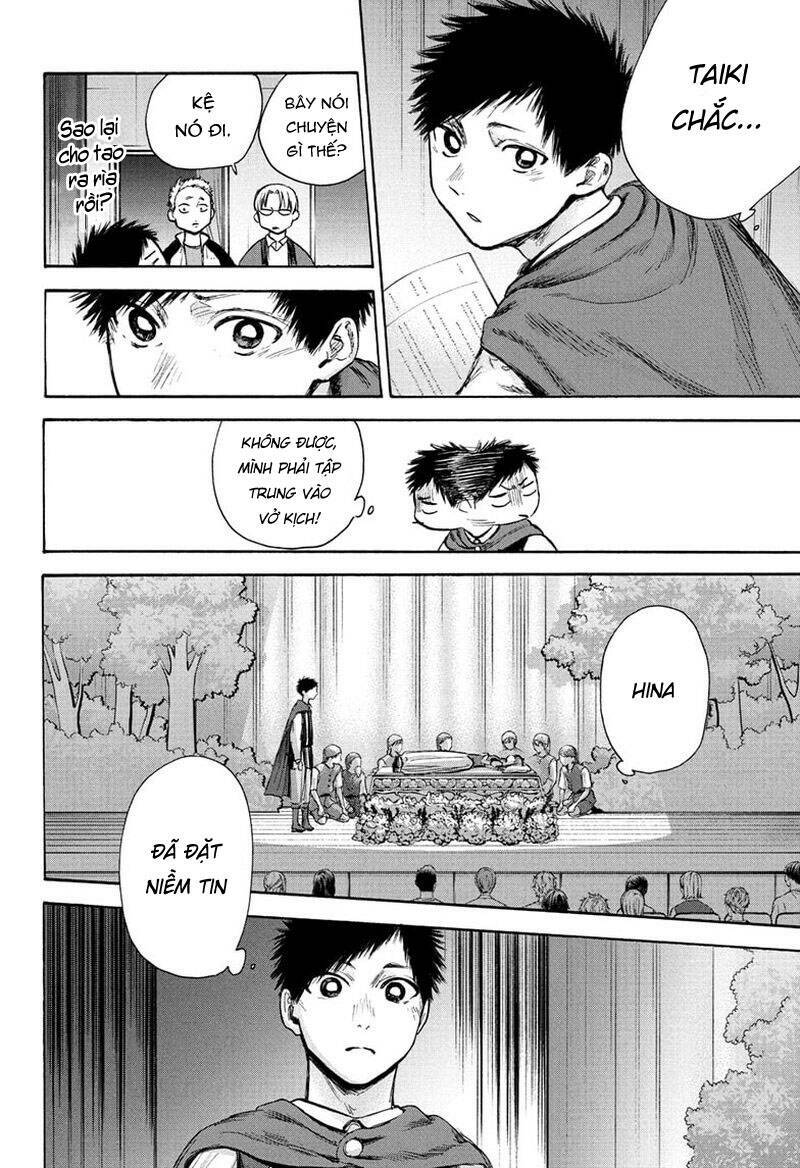 TAIKI
CHẮC...
BÂY NÓI
CHUYỆN
GÌ THẾ?
KỆ
NÓ ĐI.
Sao lại
cho tao
ra rìa
rồi?
KHÔNG ĐƯỢC,
MÌNH PHẢI TẬP
TRUNG VÀO
VỞ KỊCH!
HINA
ĐÃ ĐẶT
NIỀM TIN